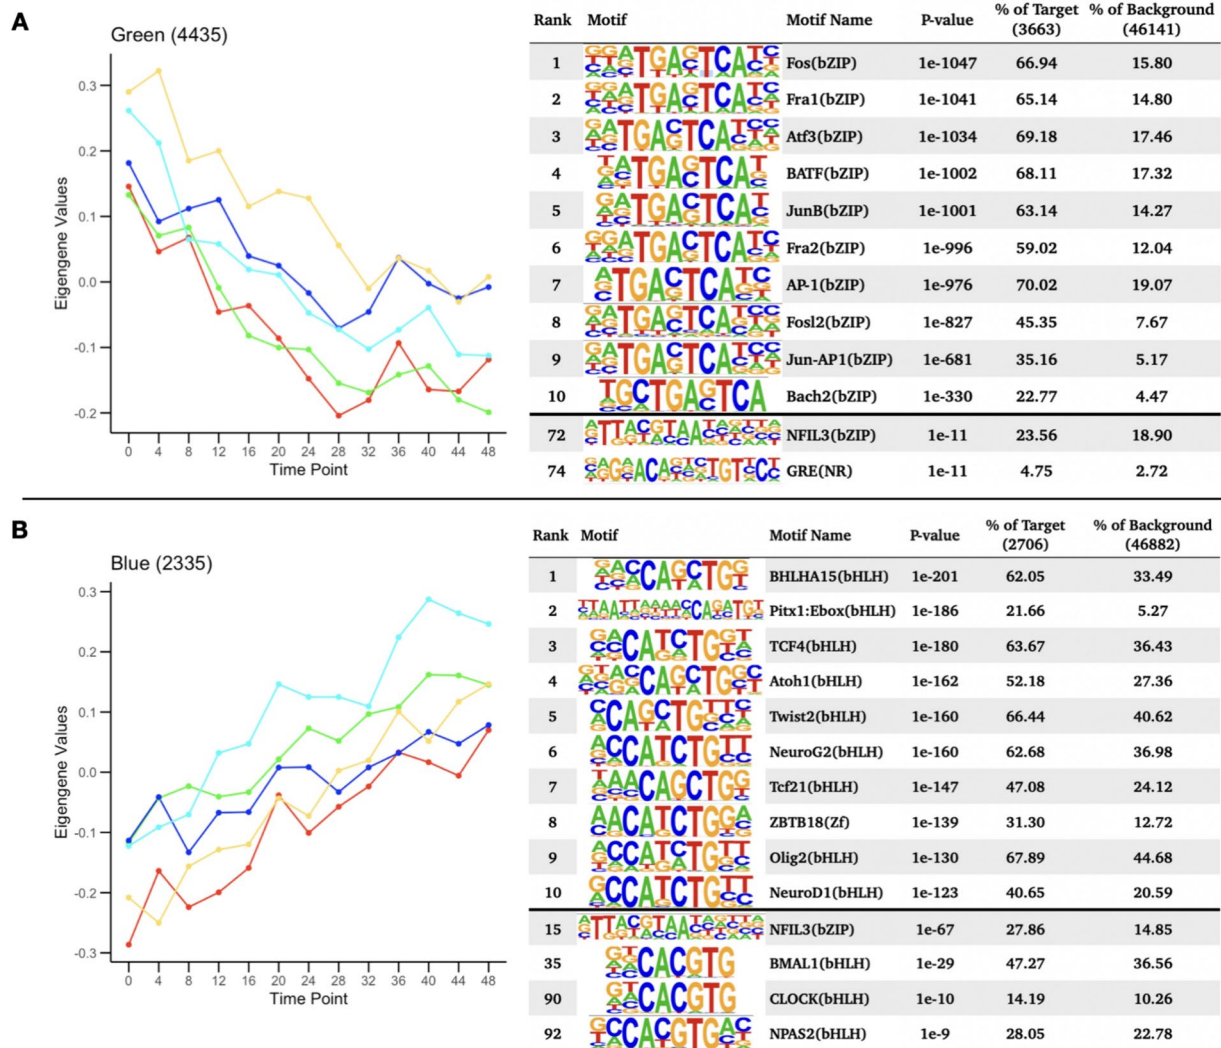 A
Green (4435)
Eigengene Values
0.3
0.2
0.1
0.0
-0.1
-0.2
0 4 8 12 16 20 24 28 32 36 40 44 48
Time Point
Rank Motif Motif Name P-value % of Target (3663) % of Background (46141)
1 Fos(bZIP) 1e-1047 66.94 15.80
2 Fra1(bZIP) 1e-1041 65.14 14.80
3 Atf3(bZIP) 1e-1034 69.18 17.46
4 BATF(bZIP) 1e-1002 68.11 17.32
5 JunB(bZIP) 1e-1001 63.14 14.27
6 Fra2(bZIP) 1e-996 59.02 12.04
7 AP-1(bZIP) 1e-976 70.02 19.07
8 Fosl2(bZIP) 1e-827 45.35 7.67
9 Jun-AP1(bZIP) 1e-681 35.16 5.17
10 Bach2(bZIP) 1e-330 22.77 4.47
72 NFIL3(bZIP) 1e-11 23.56 18.90
74 GRE(NR) 1e-11 4.75 2.72
B
Blue (2335)
Eigengene Values
0.3
0.2
0.1
0.0
-0.1
-0.2
-0.3
0 4 8 12 16 20 24 28 32 36 40 44 48
Time Point
Rank Motif Motif Name P-value % of Target (2706) % of Background (46882)
1 BHLHA15(bHLH) 1e-201 62.05 33.49
2 Pitx1:Ebox(bHLH) 1e-186 21.66 5.27
3 TCF4(bHLH) 1e-180 63.67 36.43
4 Atoh1(bHLH) 1e-162 52.18 27.36
5 Twist2(bHLH) 1e-160 66.44 40.62
6 NeuroG2(bHLH) 1e-160 62.68 36.98
7 Tcf21(bHLH) 1e-147 47.08 24.12
8 ZBTB18(Zf) 1e-139 31.30 12.72
9 Olig2(bHLH) 1e-130 67.89 44.68
10 NeuroD1(bHLH) 1e-123 40.65 20.59
15 NFIL3(bZIP) 1e-67 27.86 14.85
35 BMAL1(bHLH) 1e-29 47.27 36.56
90 CLOCK(bHLH) 1e-10 14.19 10.26
92 NPAS2(bHLH) 1e-9 28.05 22.78